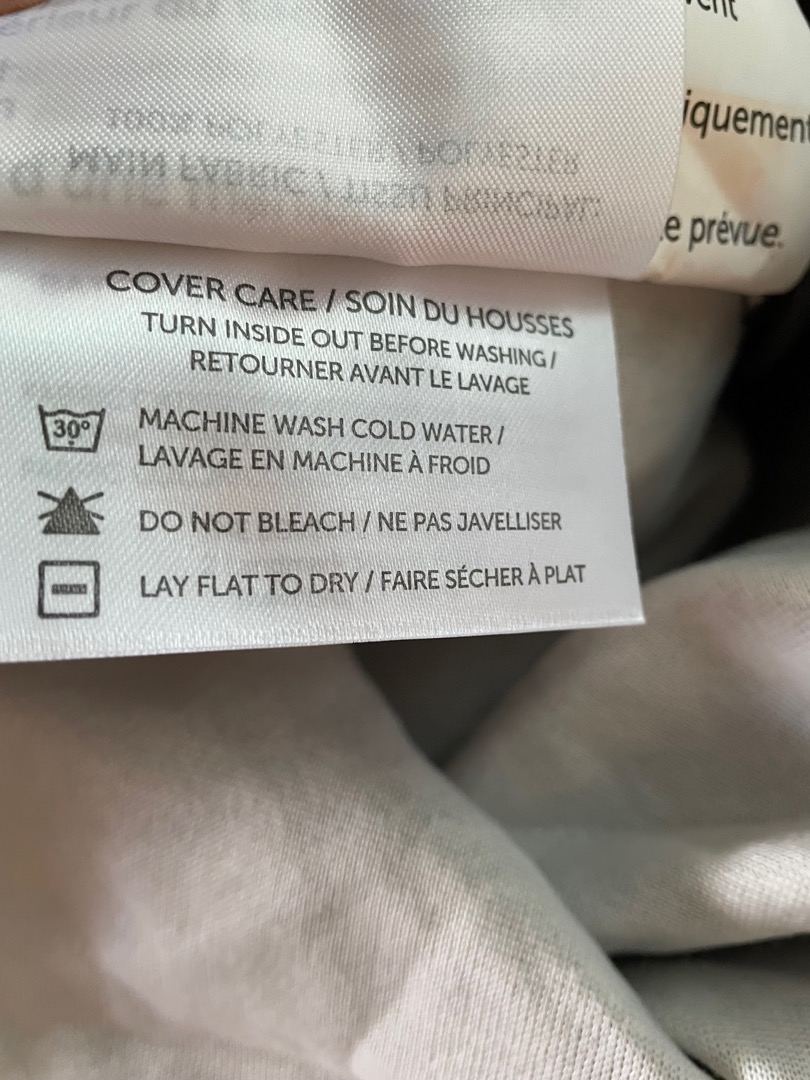 iquement
e prévue.
COVER CARE / SOIN DU HOUSSES
TURN INSIDE OUT BEFORE WASHING /
RETOURNER AVANT LE LAVAGE
30°
MACHINE WASH COLD WATER /
LAVAGE EN MACHINE À FROID
DO NOT BLEACH / NE PAS JAVELLISER
LAY FLAT TO DRY / FAIRE SÉCHER À PLAT